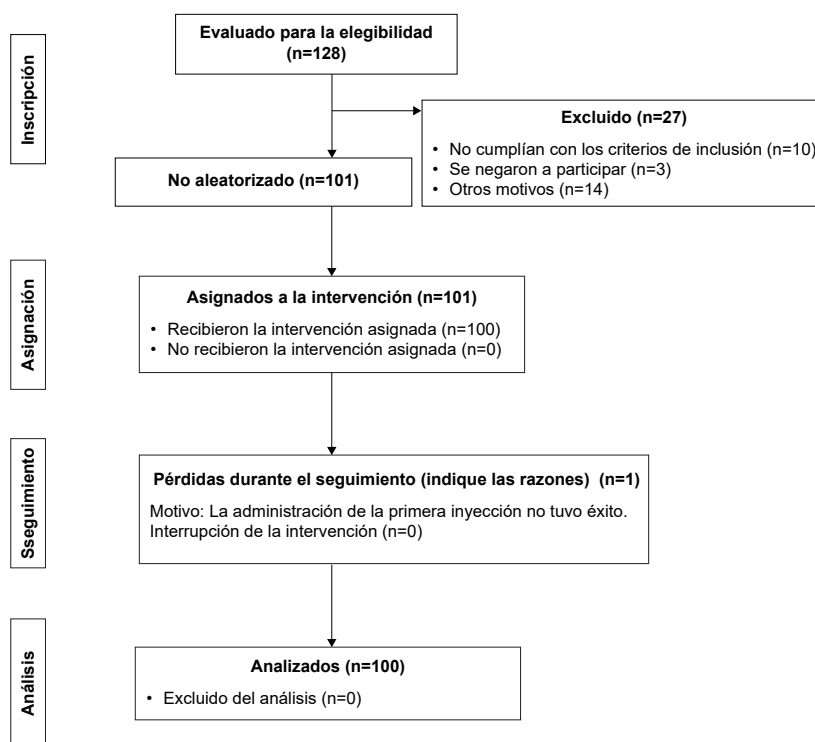 Inscripción
Evaluado para la elegibilidad
(n=128)
Excluido (n=27)
• No cumplían con los criterios de inclusión (n=10)
• Se negaron a participar (n=3)
• Otros motivos (n=14)
No aleatorizado (n=101)
Asignación
Asignados a la intervención (n=101)
• Recibieron la intervención asignada (n=100)
• No recibieron la intervención asignada (n=0)
Sseguimiento
Pérdidas durante el seguimiento (indique las razones) (n=1)
Motivo: La administración de la primera inyección no tuvo éxito.
Interrupción de la intervención (n=0)
Análisis
Analizados (n=100)
• Excluido del análisis (n=0)